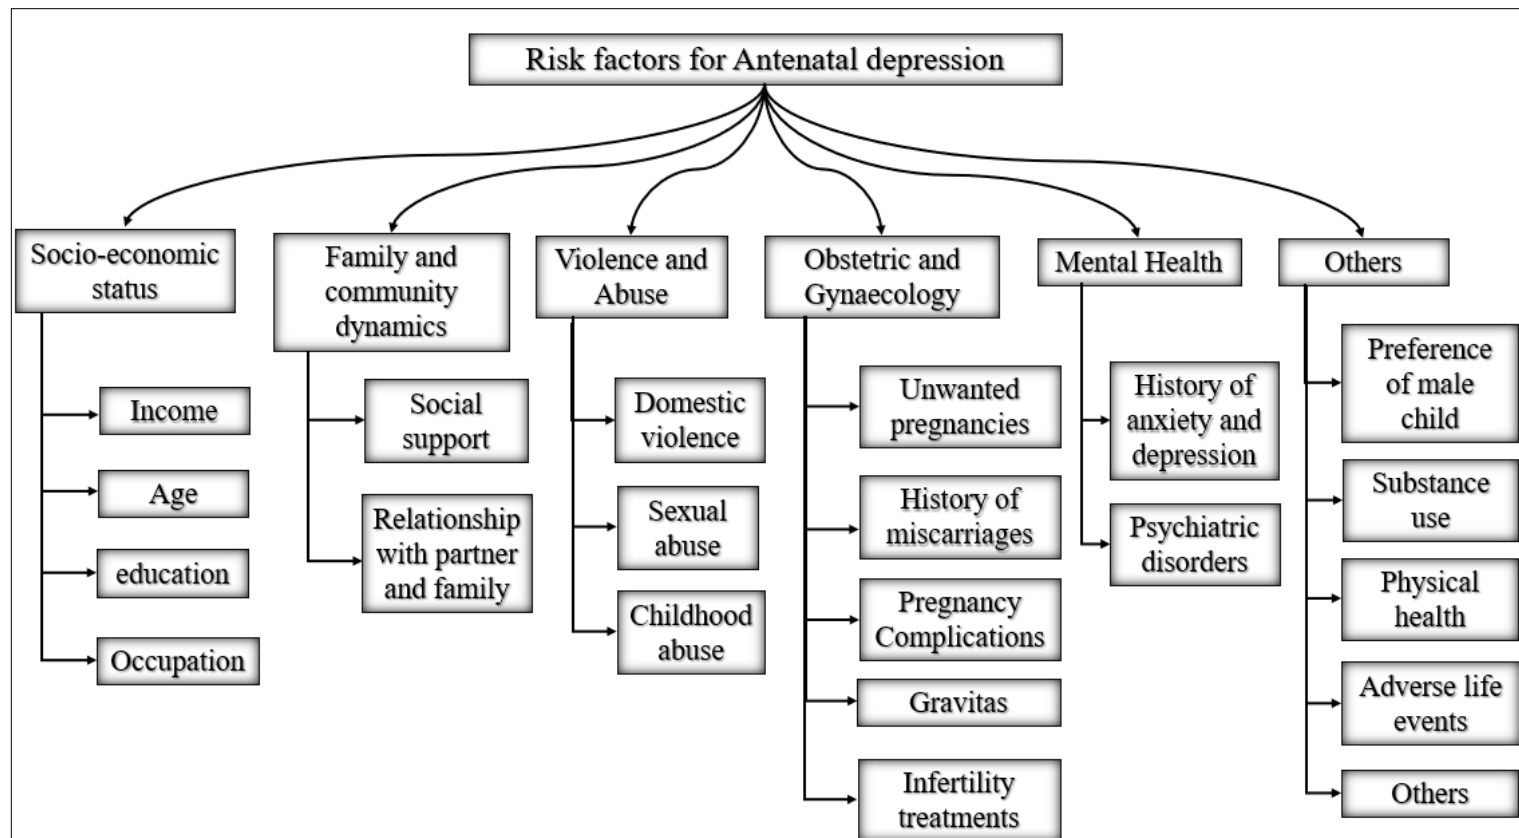 Risk factors for Antenatal depression
Socio-economic
status
Income
Age
education
Occupation
Family and
community
dynamics
Social
support
Relationship
with partner
and family
Violence and
Abuse
Domestic
violence
Sexual
abuse
Childhood
abuse
Obstetric and
Gynaecology
Unwanted
pregnancies
History of
miscarriages
Pregnancy
Complications
Gravitas
Infertility
treatments
Mental Health
History of
anxiety and
depression
Psychiatric
disorders
Others
Preference
of male
child
Substance
use
Physical
health
Adverse life
events
Others